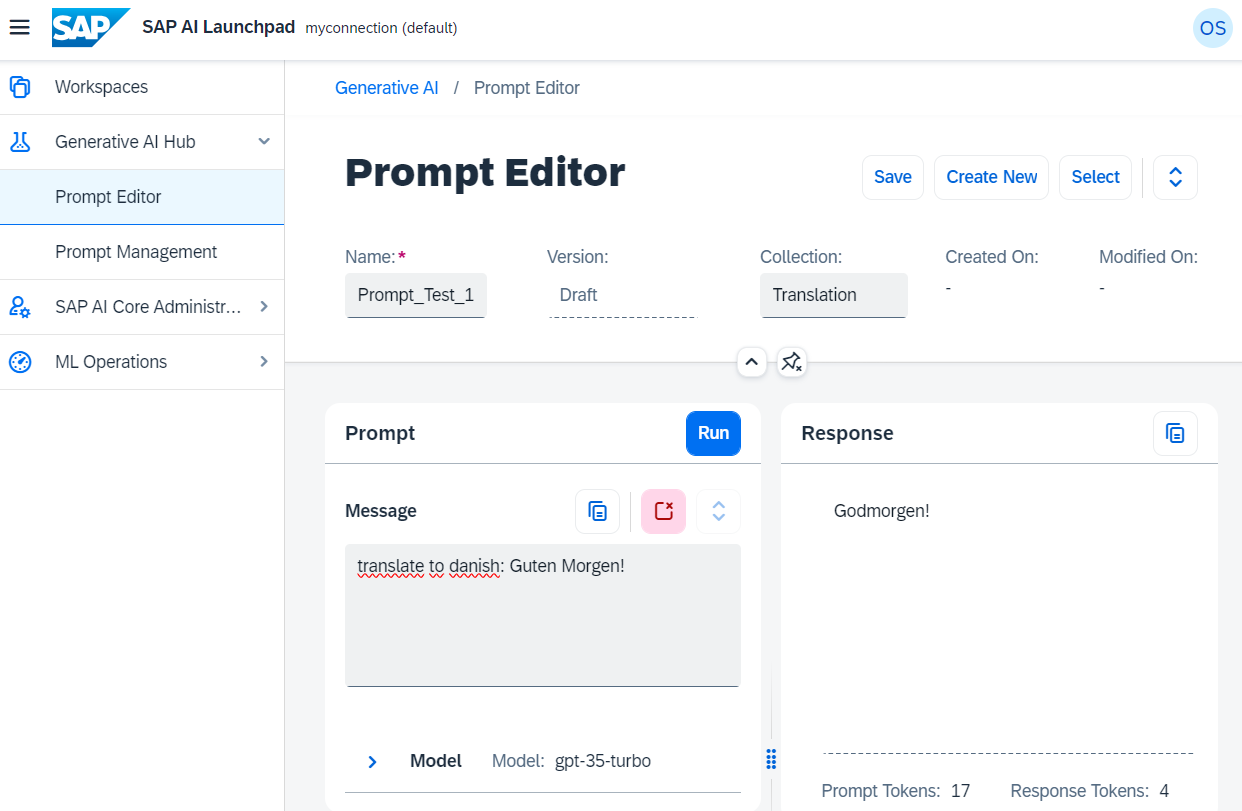 SAP SAP AI Launchpad myconnection (default) OS
Workspaces
Generative AI Hub
Prompt Editor
Prompt Management
SAP AI Core Administr...
ML Operations
Generative AI / Prompt Editor
Prompt Editor
Save Create New Select
Name:* Version: Collection: Created On: Modified On:
Prompt_Test_1 Draft Translation - -
Prompt Run
Message
translate to danish: Guten Morgen!
Model Model: gpt-35-turbo
Response
Godmorgen!
Prompt Tokens: 17 Response Tokens: 4